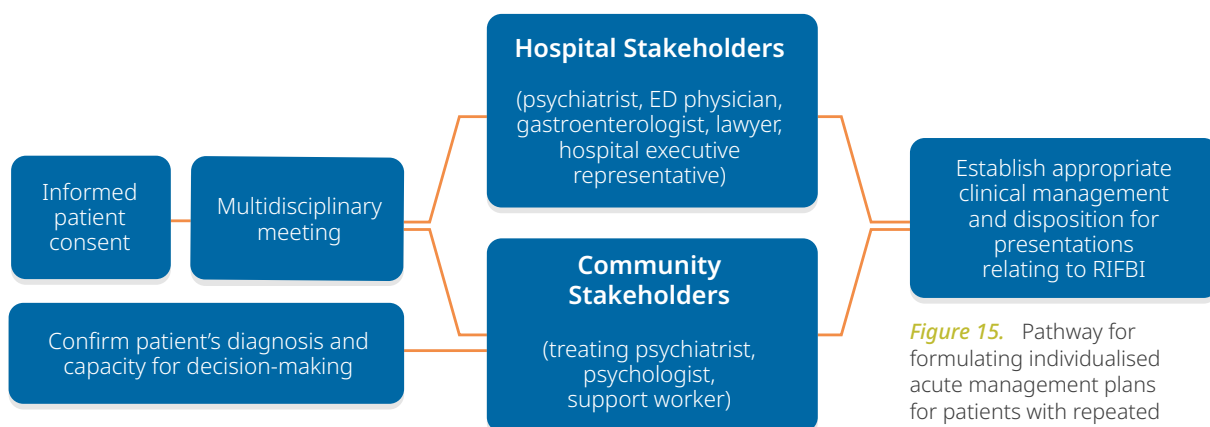 Informed
patient
consent
Multidisciplinary
meeting
Confirm patient’s diagnosis and
capacity for decision-making
Hospital Stakeholders
(psychiatrist, ED physician,
gastroenterologist, lawyer,
hospital executive
representative)
Community
Stakeholders
(treating psychiatrist,
psychologist,
support worker)
Establish appropriate
clinical management
and disposition for
presentations
relating to RIFBI
Figure 15. Pathway for
formulating individualised
acute management plans
for patients with repeated